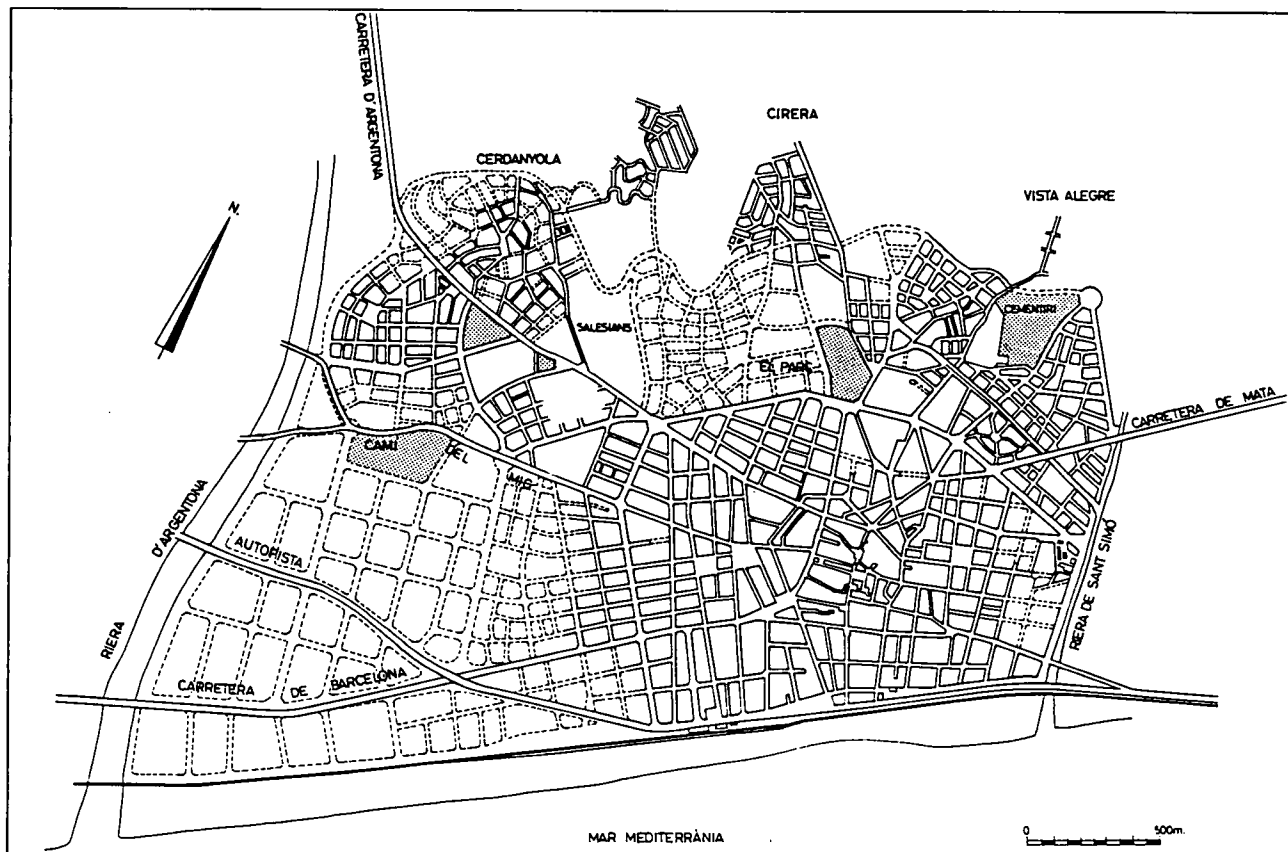 CARRETERA D'ARGENTONA
CIRERA
CERDANYOLA
VISTA ALEGRE
N.
CEMENTIRI
SALESIANS
EL PARC
CARRETERA DE MATA
CAMÍ DEL MIG
RIERA D'ARGENTONA
AUTOPISTA
RIERA DE SANT SIMÓ
CARRETERA DE BARCELONA
MAR MEDITERRÀNIA
0 500m.